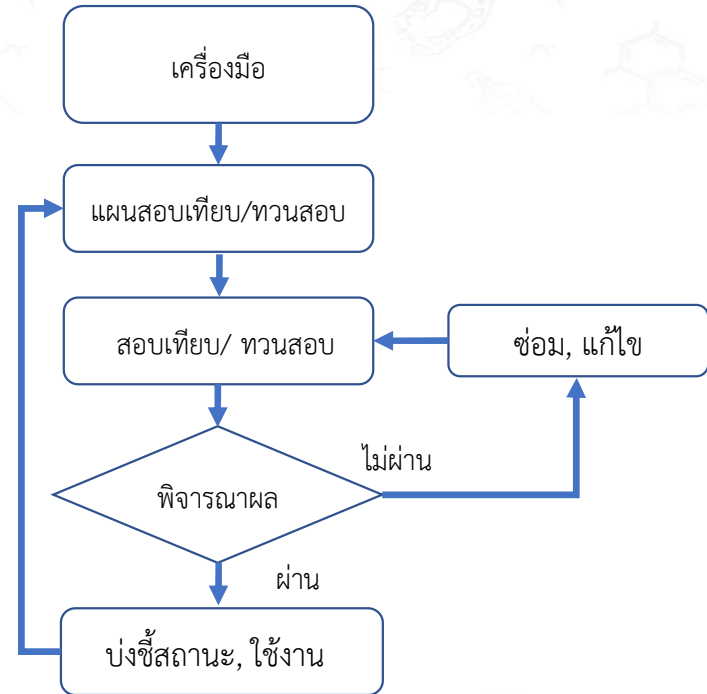 เครื่องมือ
แผนสอบเทียบ/ทวนสอบ
สอบเทียบ/ ทวนสอบ
ซ่อม, แก้ไข
ไม่ผ่าน
พิจารณาผล
ผ่าน
บ่งชี้สถานะ, ใช้งาน